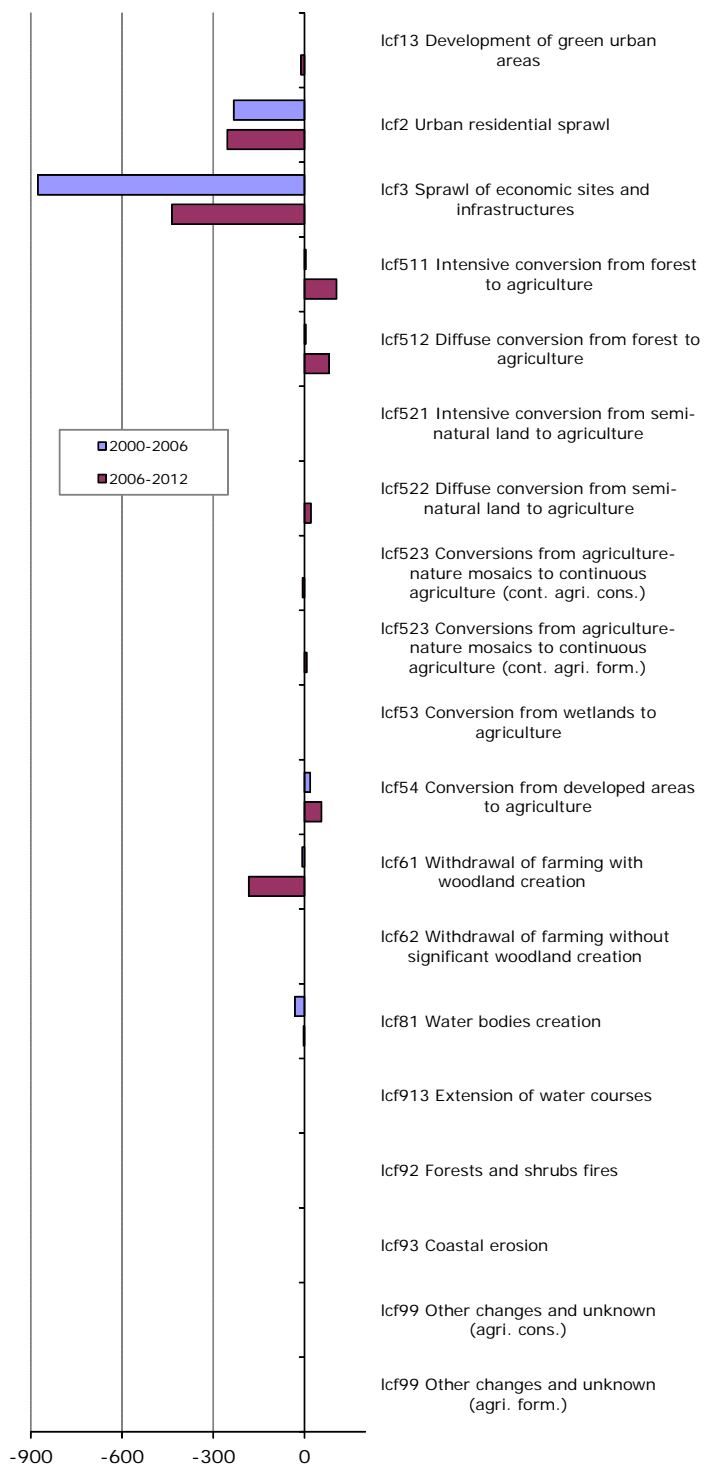 lcf13 Development of green urban
areas
lcf2 Urban residential sprawl
lcf3 Sprawl of economic sites and
infrastructures
lcf511 Intensive conversion from forest
to agriculture
lcf512 Diffuse conversion from forest to
agriculture
lcf521 Intensive conversion from semi-
natural land to agriculture
2000-2006
2006-2012
lcf522 Diffuse conversion from semi-
natural land to agriculture
lcf523 Conversions from agriculture-
nature mosaics to continuous
agriculture (cont. agri. cons.)
lcf523 Conversions from agriculture-
nature mosaics to continuous
agriculture (cont. agri. form.)
lcf53 Conversion from wetlands to
agriculture
lcf54 Conversion from developed areas
to agriculture
lcf61 Withdrawal of farming with
woodland creation
lcf62 Withdrawal of farming without
significant woodland creation
lcf81 Water bodies creation
lcf913 Extension of water courses
lcf92 Forests and shrubs fires
lcf93 Coastal erosion
lcf99 Other changes and unknown
(agri. cons.)
lcf99 Other changes and unknown
(agri. form.)
-900 -600 -300 0